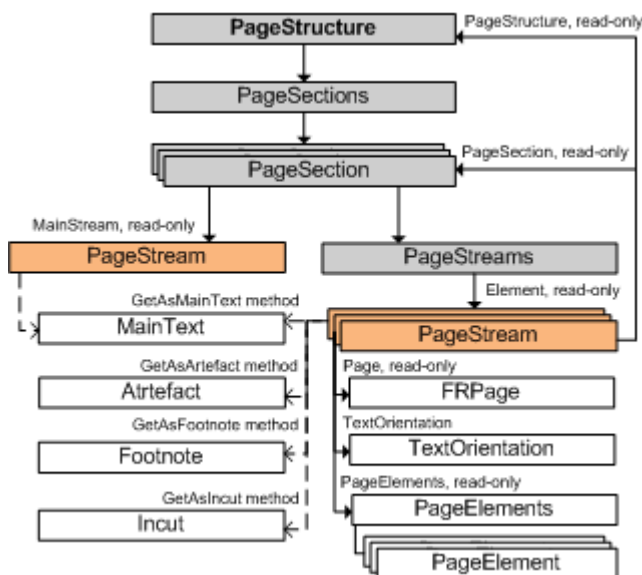 PageStructure
PageStructure, read-only
PageSections
PageSection
PageSection, read-only
MainStream, read-only
PageStream
PageStreams
Element, read-only
GetAsMainText method
MainText
PageStream
GetAsArtefact method
Atrtefact
Page, read-only
FRPage
GetAsFootnote method
Footnote
TextOrientation
TextOrientation
GetAsIncut method
Incut
PageElements, read-only
PageElements
PageElement